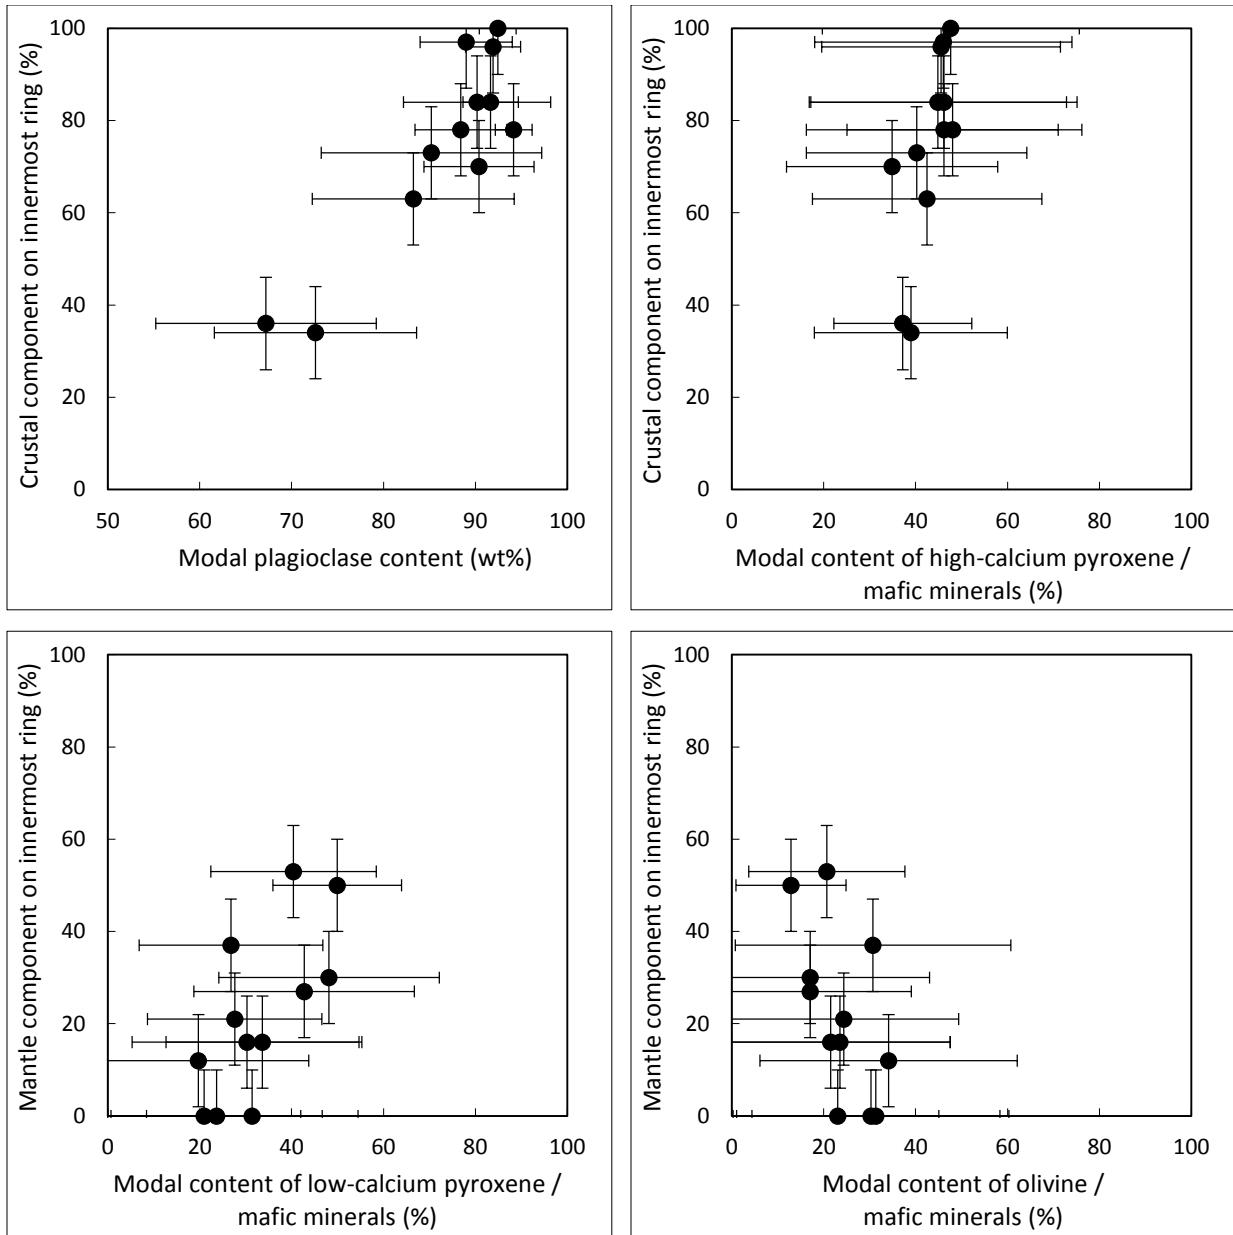 Crustal component on innermost ring (%)
100
80
60
40
20
0
50 60 70 80 90 100
Modal plagioclase content (wt%)
Crustal component on innermost ring (%)
100
80
60
40
20
0
0 20 40 60 80 100
Modal content of high-calcium pyroxene /
mafic minerals (%)
Mantle component on innermost ring (%)
100
80
60
40
20
0
0 20 40 60 80 100
Modal content of low-calcium pyroxene /
mafic minerals (%)
Mantle component on innermost ring (%)
100
80
60
40
20
0
0 20 40 60 80 100
Modal content of olivine /
mafic minerals (%)